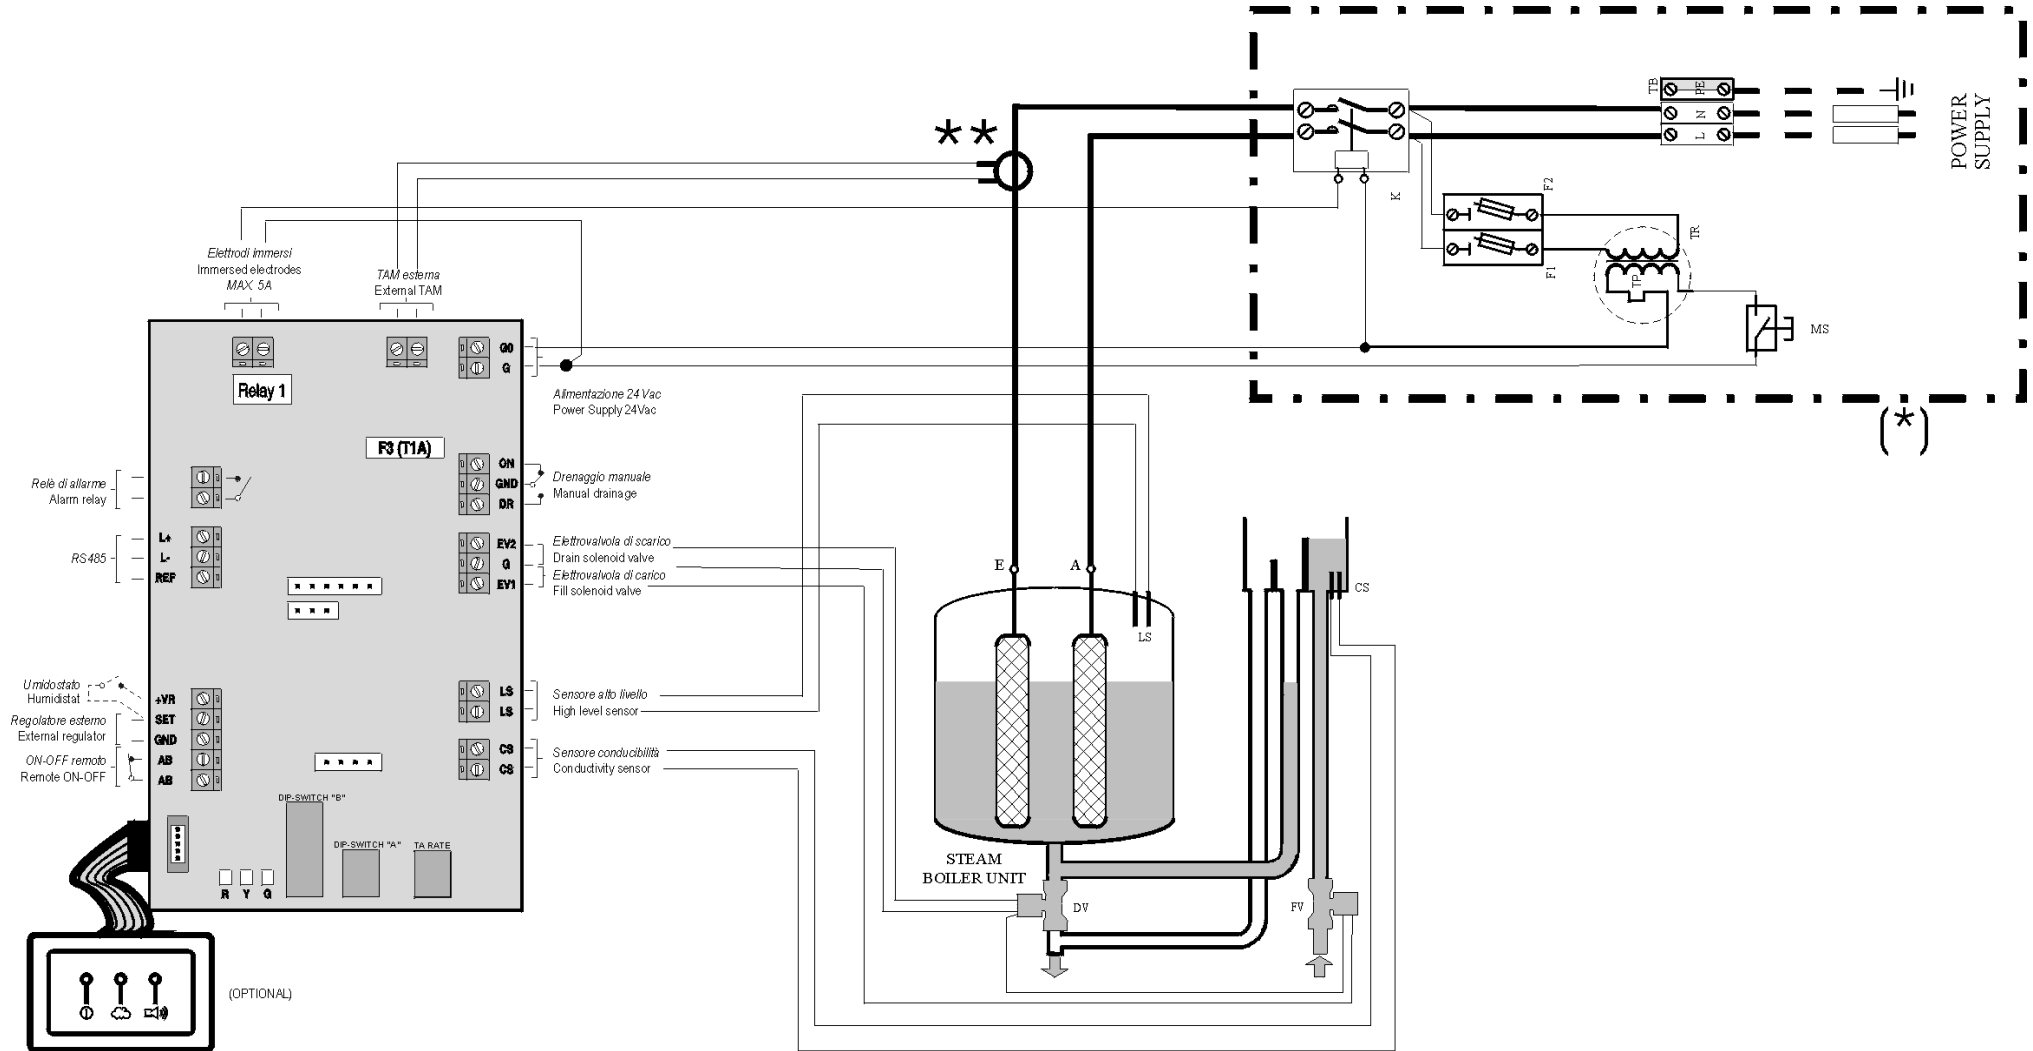 POWER
SUPPLY
TB
PE
N
L
**
K
F2
F1
TR
TP
MS
(*)
Elettrodi immersi
Immersed electrodes
MAX. 5A
TAM esterna
External TAM
Relay 1
G0
G
Alimentazione 24 Vac
Power Supply 24Vac
F3 (T1A)
ON
GND
DR
Drenaggio manuale
Manual drainage
Relè di allarme
Alarm relay
L+
L-
REF
RS485
EV2
G
EV1
Elettrovalvola di scarico
Drain solenoid valve
Elettrovalvola di carico
Fill solenoid valve
E
A
LS
CS
Umidostato
Humidistat
Regolatore esterno
External regulator
ON-OFF remoto
Remote ON-OFF
+VR
SET
GND
AB
AB
LS
LS
Sensore alto livello
High level sensor
CS
CS
Sensore conducibilità
Conductivity sensor
DIP-SWITCH "B"
DIP-SWITCH "A"
TA RATE
R Y G
STEAM
BOILER UNIT
DV
FV
(OPTIONAL)